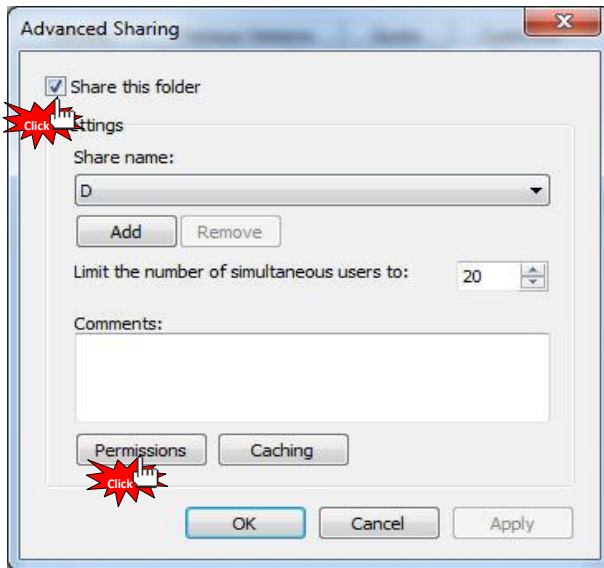 Advanced Sharing
Share this folder
Click
ettings
Share name:
D
Add Remove
Limit the number of simultaneous users to: 20
Comments:
Permissions Caching
Click
OK Cancel Apply